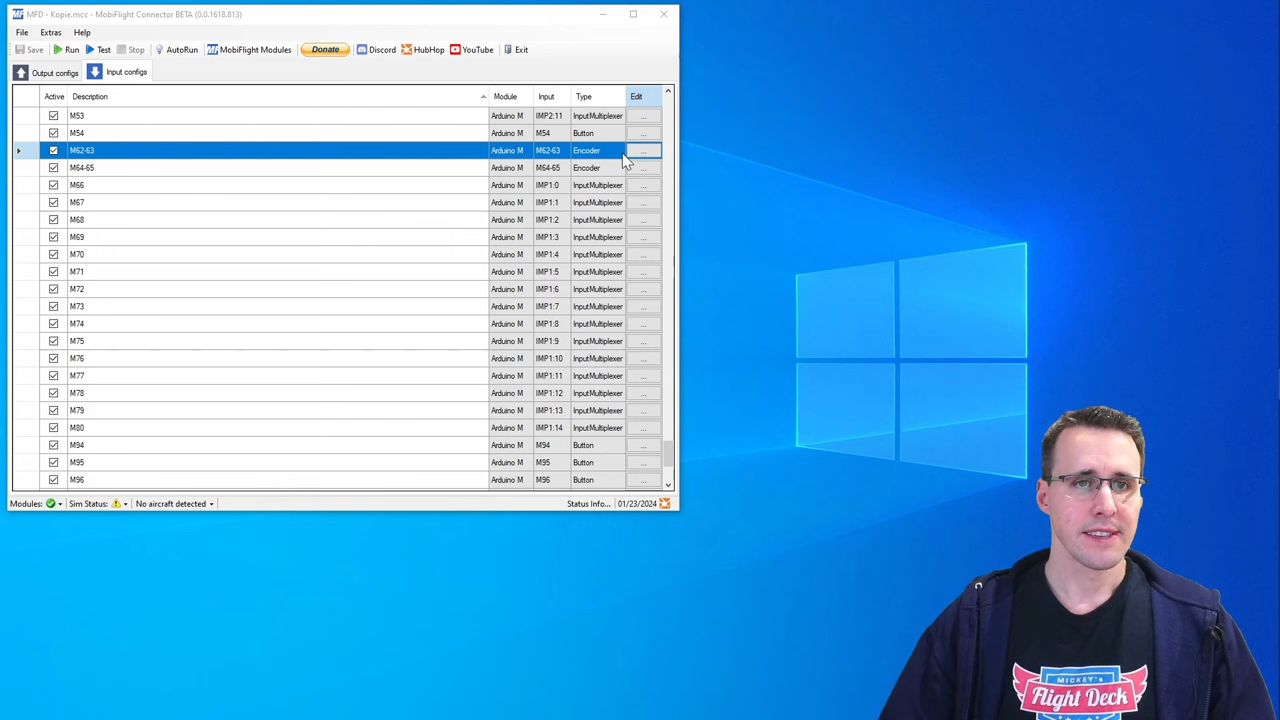 MFD - Kopie.mcc - MobiFlight Connector BETA (0.0.1618.813)
File Extras Help
Save Run Test Stop AutoRun MobiFlight Modules Donate Discord HubHop YouTube Exit
Output configs Input configs
Active Description Module Input Type Edit
M53 Arduino M IMP2:11 InputMultiplexer ...
M54 Arduino M M54 Button ...
M62-63 Arduino M M62-63 Encoder ...
M64-65 Arduino M M64-65 Encoder ...
M66 Arduino M IMP1:0 InputMultiplexer ...
M67 Arduino M IMP1:1 InputMultiplexer ...
M68 Arduino M IMP1:2 InputMultiplexer ...
M69 Arduino M IMP1:3 InputMultiplexer ...
M70 Arduino M IMP1:4 InputMultiplexer ...
M71 Arduino M IMP1:5 InputMultiplexer ...
M72 Arduino M IMP1:6 InputMultiplexer ...
M73 Arduino M IMP1:7 InputMultiplexer ...
M74 Arduino M IMP1:8 InputMultiplexer ...
M75 Arduino M IMP1:9 InputMultiplexer ...
M76 Arduino M IMP1:10 InputMultiplexer ...
M77 Arduino M IMP1:11 InputMultiplexer ...
M78 Arduino M IMP1:12 InputMultiplexer ...
M79 Arduino M IMP1:13 InputMultiplexer ...
M80 Arduino M IMP1:14 InputMultiplexer ...
M94 Arduino M M94 Button ...
M95 Arduino M M95 Button ...
M96 Arduino M M96 Button ...
Modules: Sim Status: No aircraft detected Status Info... 01/23/2024
MICKEY's
Flight Deck